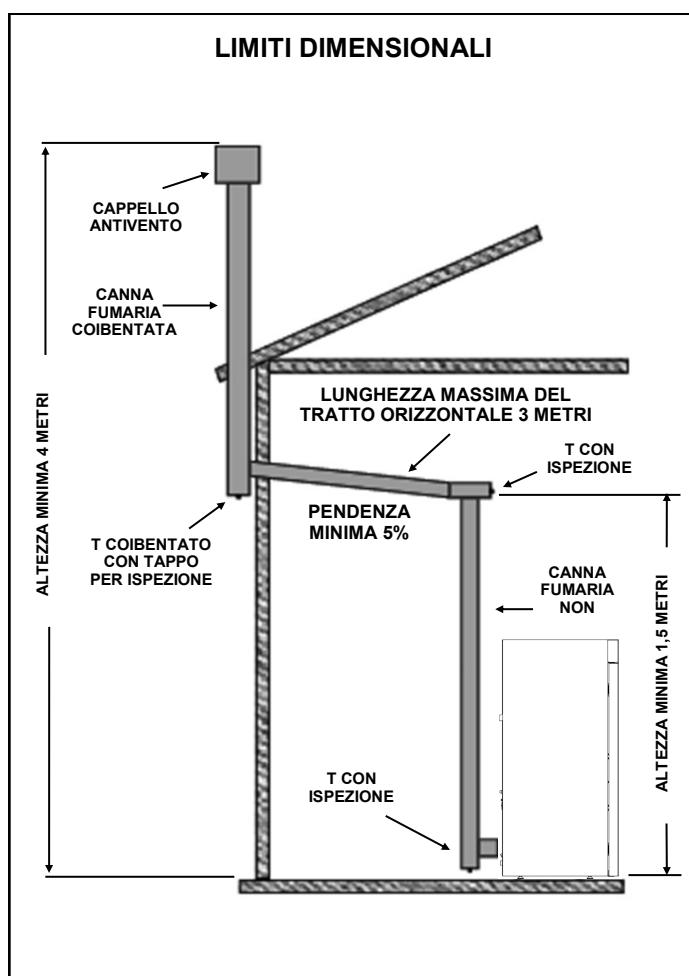 LIMITI DIMENSIONALI
CAPPELLO
ANTIVENTO
CANNA
FUMARIA
COIBENTATA
LUNGHEZZA MASSIMA DEL
TRATTO ORIZZONTALE 3 METRI
T CON
ISPEZIONE
PENDENZA
MINIMA 5%
T COIBENTATO
CON TAPPO
PER ISPEZIONE
CANNA
FUMARIA
NON
T CON
ISPEZIONE
ALTEZZA MINIMA 4 METRI
ALTEZZA MINIMA 1,5 METRI